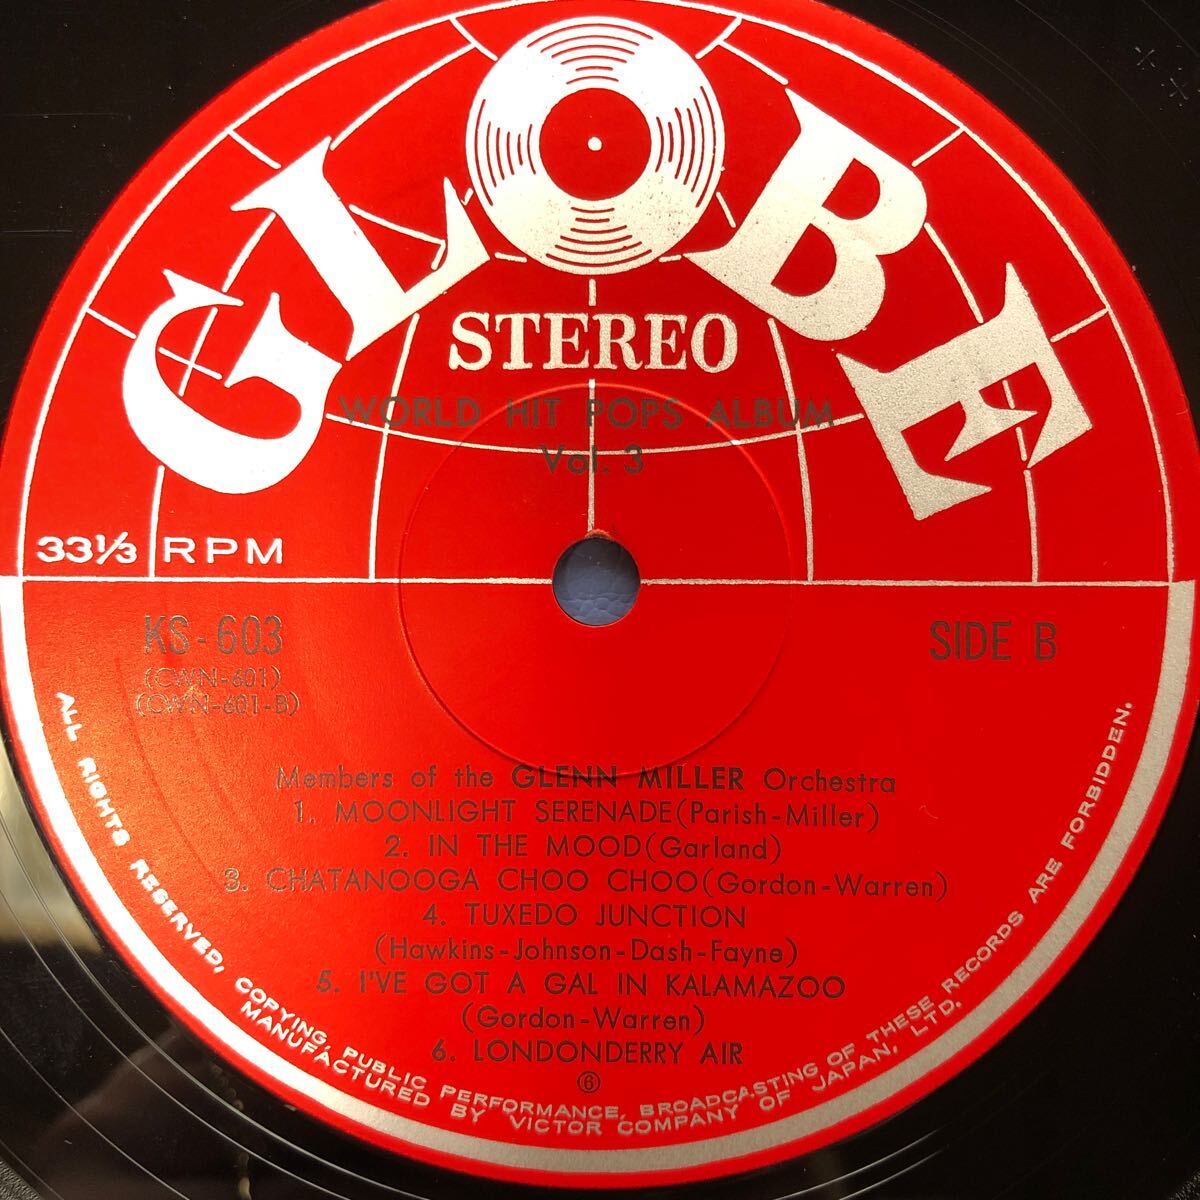 GLOBE
STEREO
WORLD HIT POPS ALBUM
Vol. 3
33⅓ RPM
KS-603
(CWN-601)
(CWN-601-B)
SIDE B
Members of the GLENN MILLER Orchestra
1. MOONLIGHT SERENADE(Parish-Miller)
2. IN THE MOOD(Garland)
3. CHATANOOGA CHOO CHOO(Gordon-Warren)
4. TUXEDO JUNCTION
(Hawkins-Johnson-Dash-Fayne)
5. I'VE GOT A GAL IN KALAMAZOO
(Gordon-Warren)
6. LONDONDERRY AIR
⑥
ALL RIGHTS RESERVED, COPYING, PUBLIC PERFORMANCE, BROADCASTING OF THESE RECORDS ARE FORBIDDEN.
MANUFACTURED BY VICTOR COMPANY OF JAPAN, LTD.